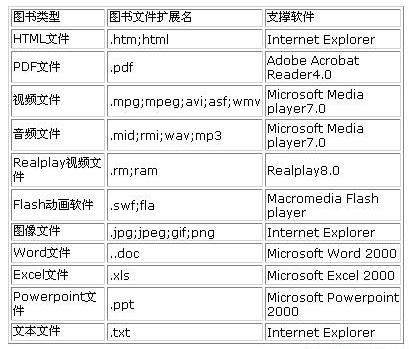 图书类型 图书文件扩展名 支撑软件
HTML文件 .htm;html Internet Explorer
PDF文件 .pdf Adobe Acrobat
Reader4.0
视频文件 .mpg;mpeg;avi;asf;wmv Microsoft Media
player7.0
音频文件 .mid;rmi;wav;mp3 Microsoft Media
player7.0
Realplay视频文
件 .rm;ram Realplay8.0
Flash动画软件 .swf;fla Macromedia Flash
player
图像文件 .jpg;jpeg;gif;png Internet Explorer
Word文件 ..doc Microsoft Word 2000
Excel文件 .xls Microsoft Excel 2000
Powerpoint文
件 .ppt Microsoft Powerpoint
2000
文本文件 .txt Internet Explorer